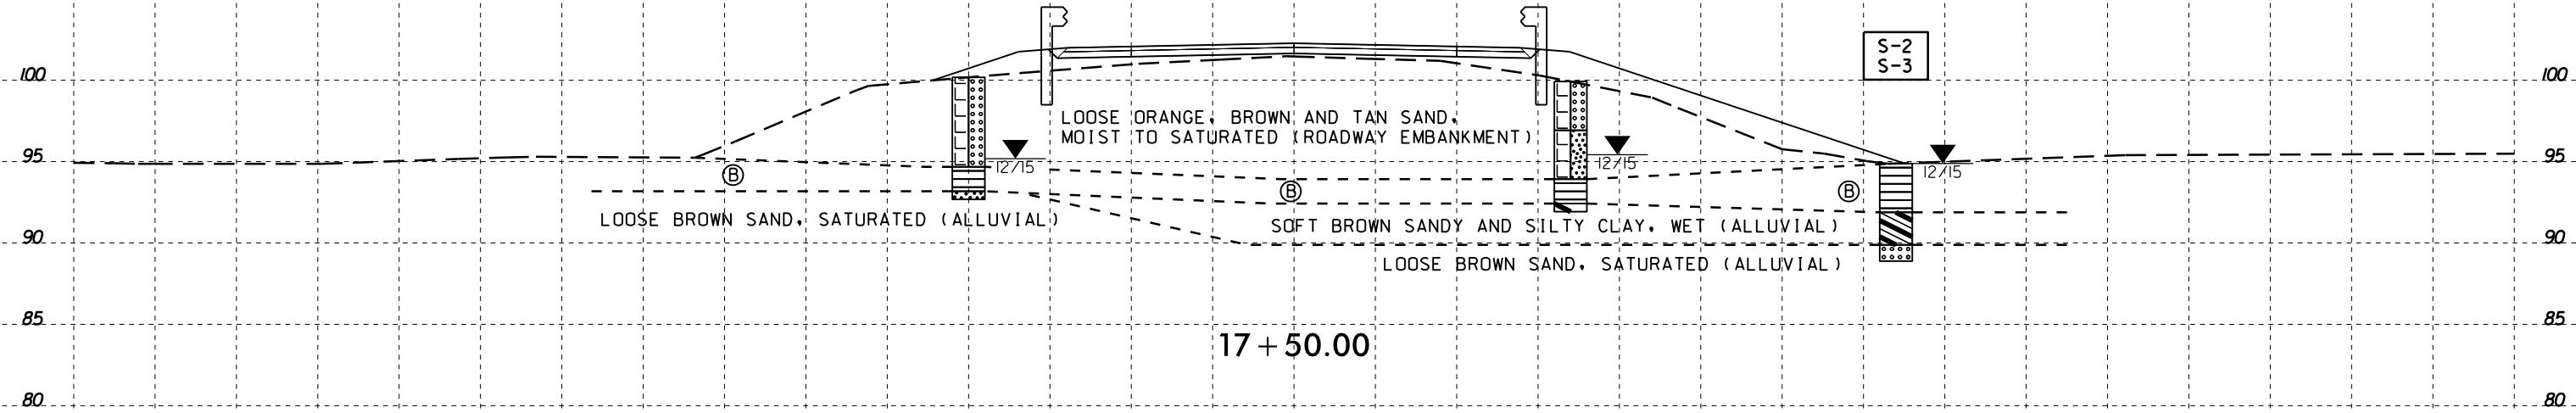 S-2
S-3
100
100
LOOSE ORANGE, BROWN AND TAN SAND,
MOIST TO SATURATED (ROADWAY EMBANKMENT)
95
12/15
12/15
12/15
95
B
B
B
LOOSE BROWN SAND, SATURATED (ALLUVIAL)
SOFT BROWN SANDY AND SILTY CLAY, WET (ALLUVIAL)
90
90
LOOSE BROWN SAND, SATURATED (ALLUVIAL)
85
85
17+50.00
80
80